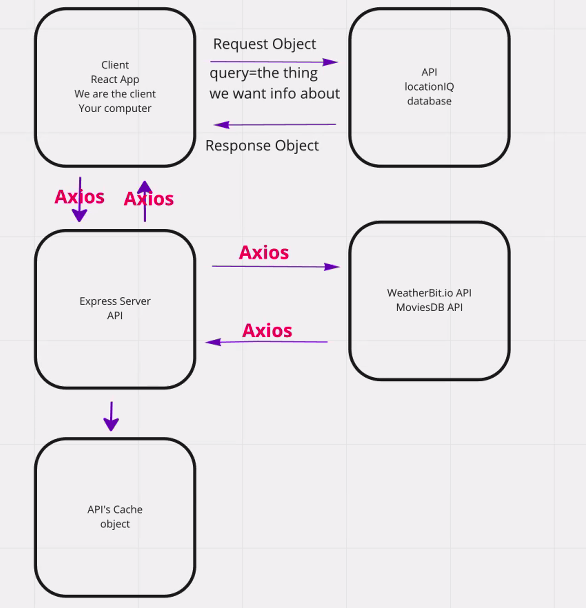 Client
React App
We are the client
Your computer
Request Object
query=the thing
we want info about
Response Object
API
locationIQ
database
Axios
Axios
Express Server
API
Axios
Axios
WeatherBit.io API
MoviesDB API
API's Cache
object